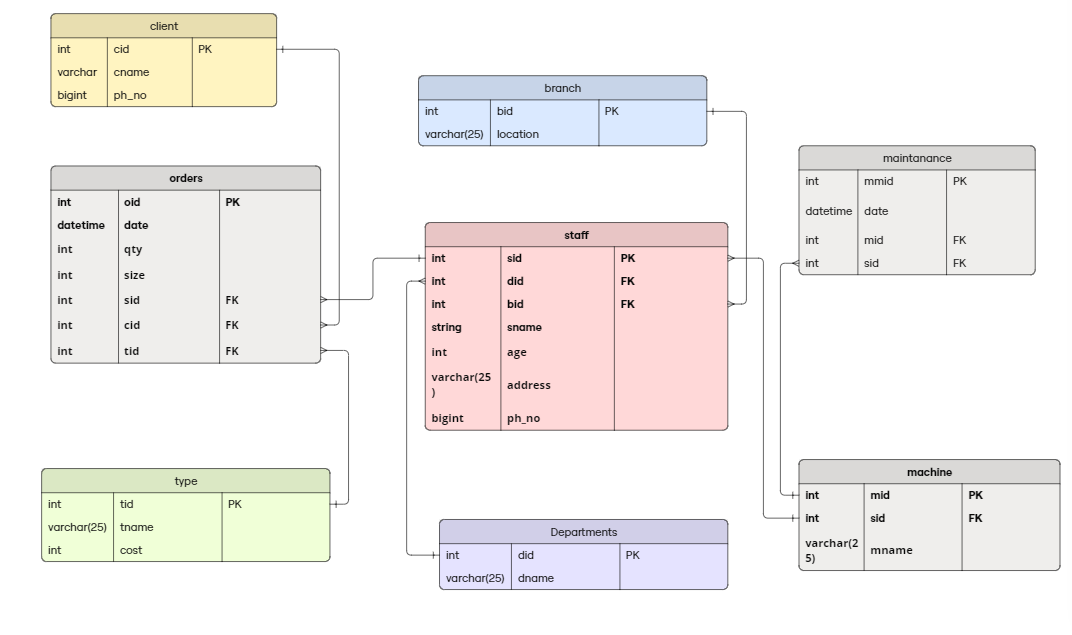 client
int cid PK
varchar cname
bigint ph_no
branch
int bid PK
varchar(25) location
maintanance
int mmid PK
datetime date
int mid FK
int sid FK
orders
int oid PK
datetime date
int qty
int size
int sid FK
int cid FK
int tid FK
staff
int sid PK
int did FK
int bid FK
string sname
int age
varchar(25
) address
bigint ph_no
type
int tid PK
varchar(25) tname
int cost
Departments
int did PK
varchar(25) dname
machine
int mid PK
int sid FK
varchar(2
5) mname